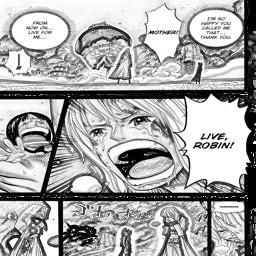 I'M SO
HAPPY YOU
CALLED ME
THAT...
THANK YOU.
MOTHER!
FROM
NOW ON...
LIVE FOR
ME...
LIVE,
ROBIN!